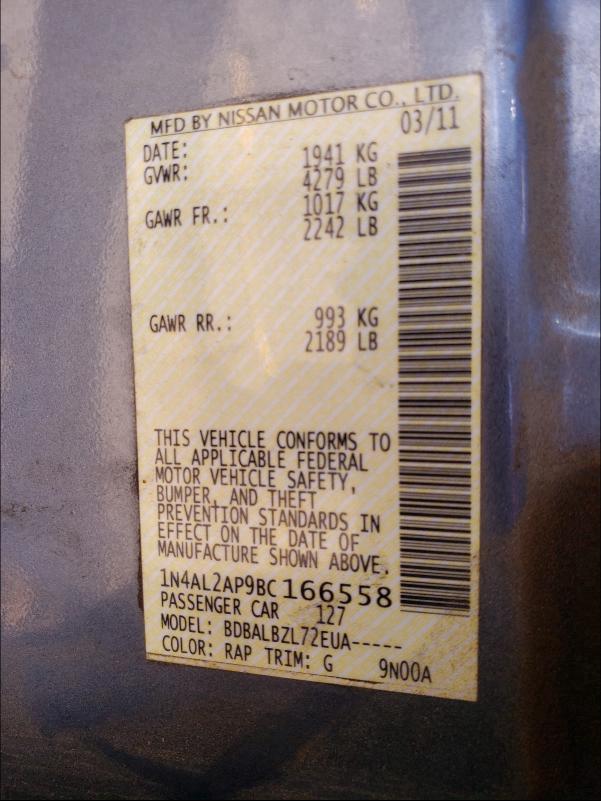 MFD BY NISSAN MOTOR CO., LTD.
DATE: 03/11
GVWR: 1941 KG
4279 LB
GAWR FR.: 1017 KG
2242 LB
GAWR RR.: 993 KG
2189 LB
THIS VEHICLE CONFORMS TO
ALL APPLICABLE FEDERAL
MOTOR VEHICLE SAFETY,
BUMPER, AND THEFT
PREVENTION STANDARDS IN
EFFECT ON THE DATE OF
MANUFACTURE SHOWN ABOVE.
1N4AL2AP9BC166558
PASSENGER CAR 127
MODEL: BDBALBZL72EUA-----
COLOR: RAP TRIM: G 9N00A